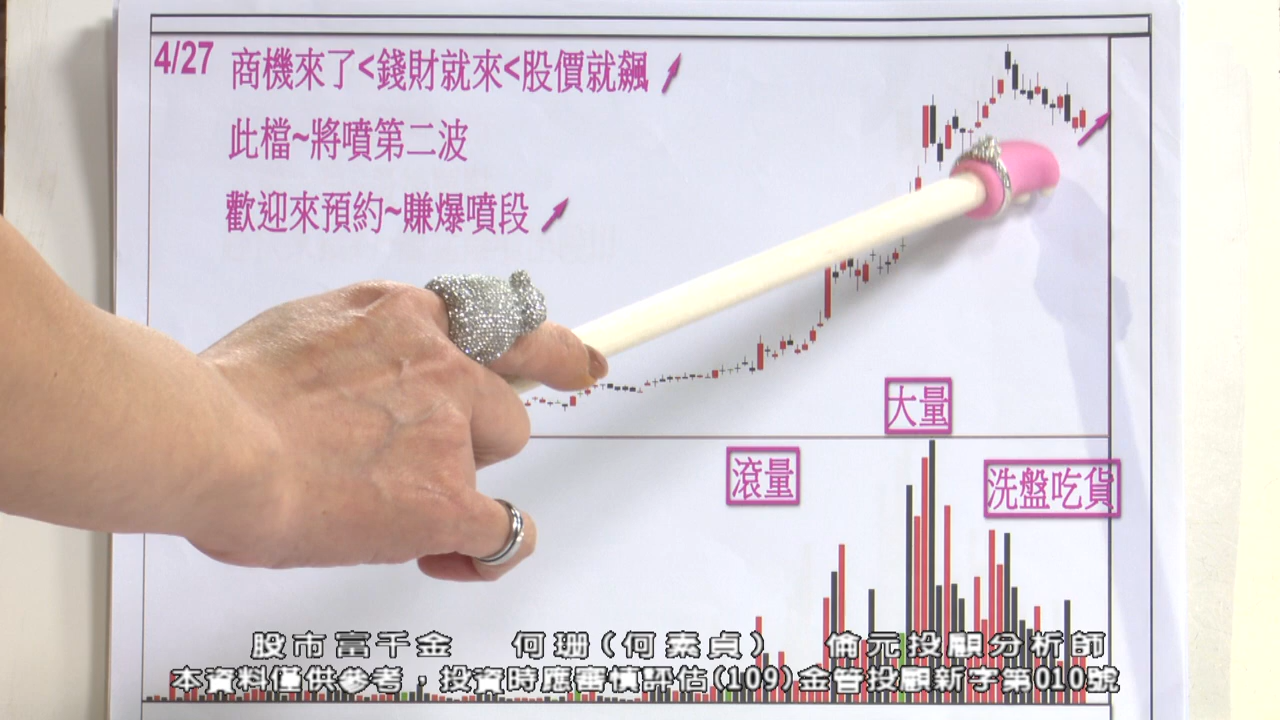 4/27 商機來了<錢財就來<股價就飆
此檔~將噴第二波
歡迎來預約~賺爆噴段
大量
滾量
洗盤吃貨
股市富千金 何珊(何素貞) 倫元投顧分析師
本資料僅供參考，投資時應審慎評估(109)金管投顧新字第010號